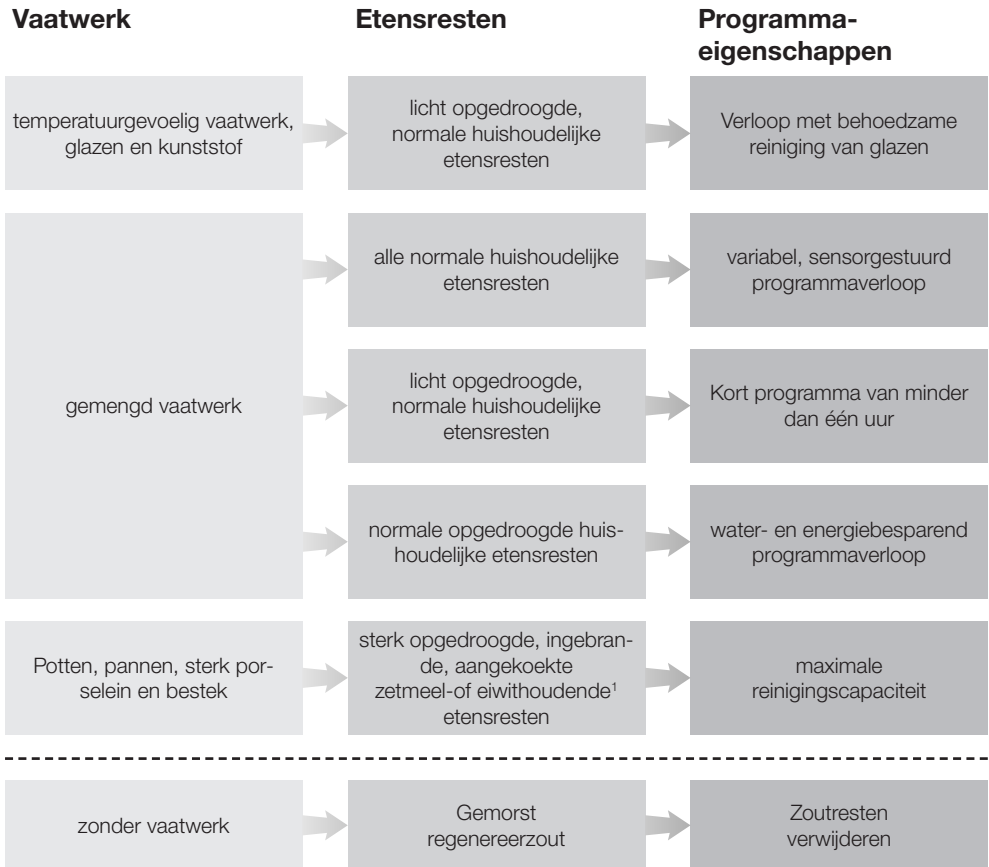 Vaatwerk
Etensresten
Programma-
eigenschappen
temperatuurgevoelig vaatwerk,
glazen en kunststof
licht opgedroogde,
normale huishoudelijke
etensresten
Verloop met behoedzame
reiniging van glazen
gemengd vaatwerk
alle normale huishoudelijke
etensresten
variabel, sensorgestuurd
programmaverloop
licht opgedroogde,
normale huishoudelijke
etensresten
Kort programma van minder
dan één uur
normale opgedroogde huis-
houdelijke etensresten
water- en energiebesparend
programmaverloop
Potten, pannen, sterk por-
selein en bestek
sterk opgedroogde, ingebran-
de, aangekoekte
zetmeel-of eiwithoudende¹
etensresten
maximale
reinigingscapaciteit
zonder vaatwerk
Gemorst
regenereerzout
Zoutresten
verwijderen